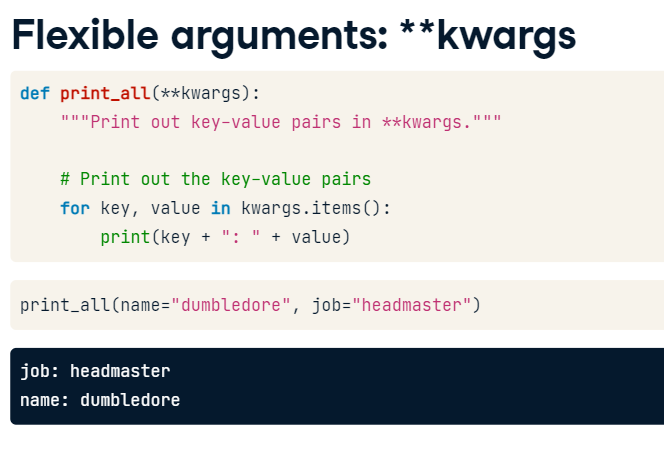 Flexible arguments: **kwargs
def print_all(**kwargs):
    """Print out key-value pairs in **kwargs."""
    # Print out the key-value pairs
    for key, value in kwargs.items():
        print(key + ": " + value)
print_all(name="dumbledore", job="headmaster")
job: headmaster
name: dumbledore